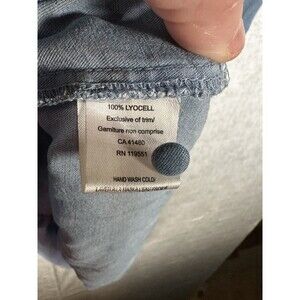 100% LYOCELL
Exclusive of trim/
Garniture non comprise
CA 41480
RN 119551
HAND WASH COLD/